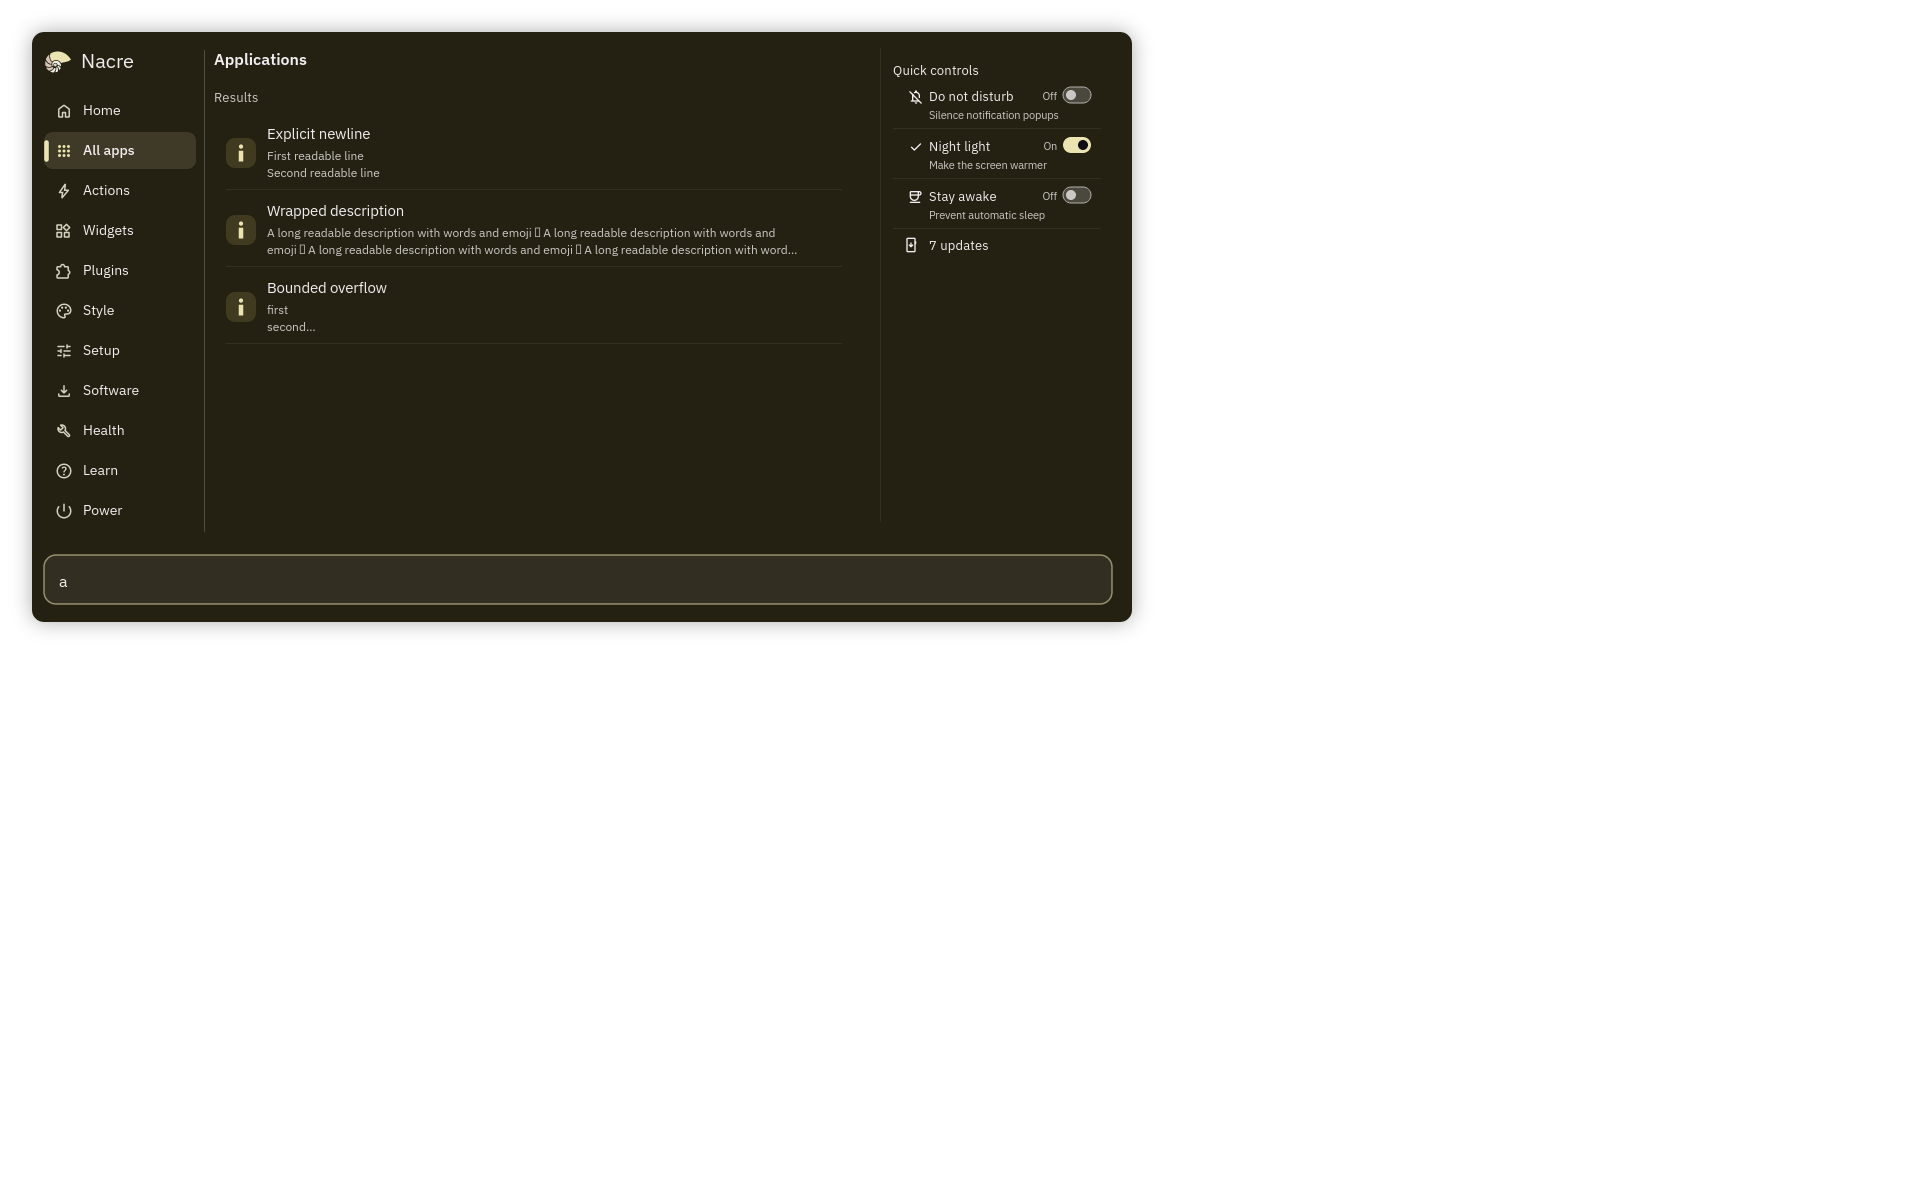 Nacre
Home
All apps
Actions
Widgets
Plugins
Style
Setup
Software
Health
Learn
Power
Applications
Results
Explicit newline
First readable line
Second readable line
Wrapped description
A long readable description with words and emoji ▯ A long readable description with words and
emoji ▯ A long readable description with words and emoji ▯ A long readable description with word…
Bounded overflow
first
second…
Quick controls
Do not disturb Off
Silence notification popups
Night light On
Make the screen warmer
Stay awake Off
Prevent automatic sleep
7 updates
a